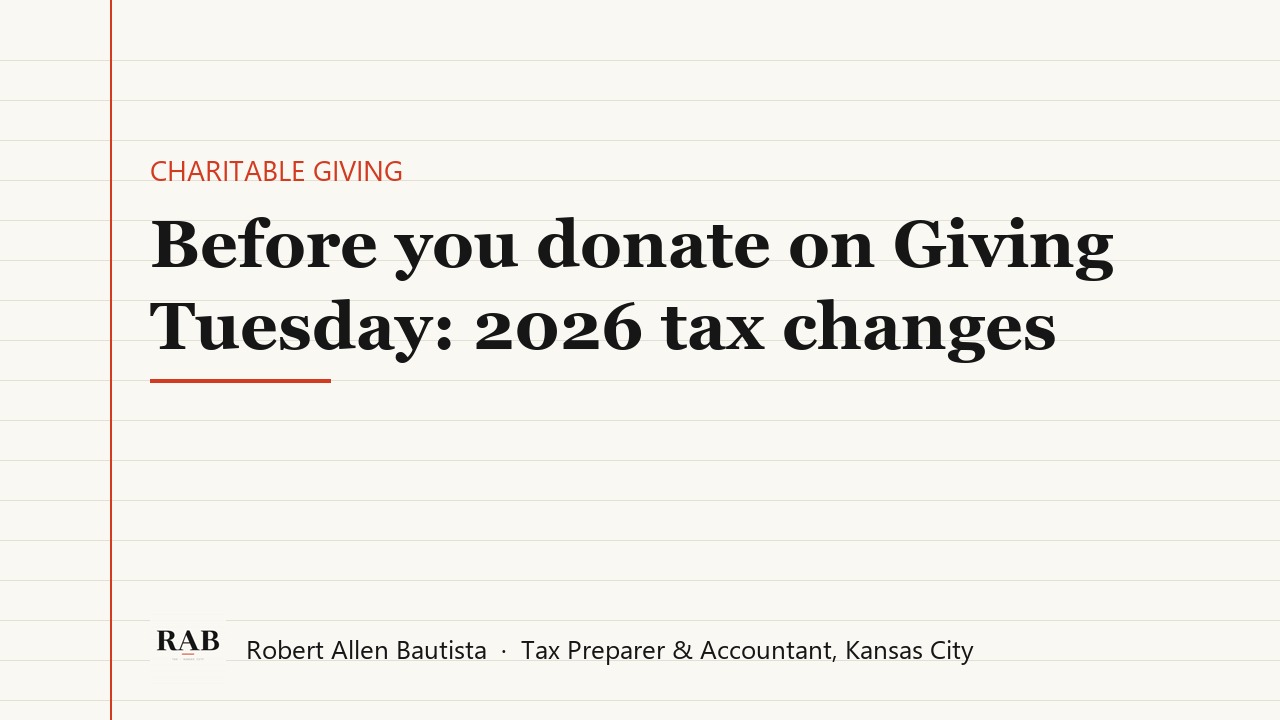 CHARITABLE GIVING
Before you donate on Giving
Tuesday: 2026 tax changes
RAB
Robert Allen Bautista · Tax Preparer & Accountant, Kansas City